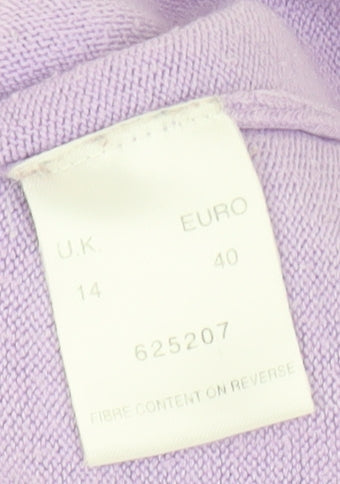 U.K. EURO
14 40
625207
FIBRE CONTENT ON REVERSE